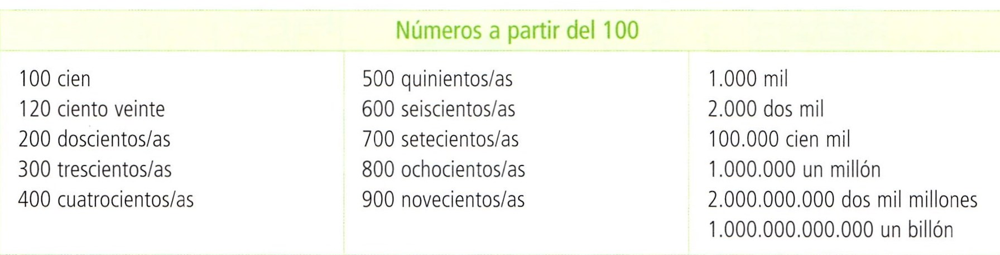 Números a partir del 100
100 cien
120 ciento veinte
200 doscientos/as
300 trescientos/as
400 cuatrocientos/as
500 quinientos/as
600 seiscientos/as
700 setecientos/as
800 ochocientos/as
900 novecientos/as
1.000 mil
2.000 dos mil
100.000 cien mil
1.000.000 un millón
2.000.000.000 dos mil millones
1.000.000.000.000 un billón